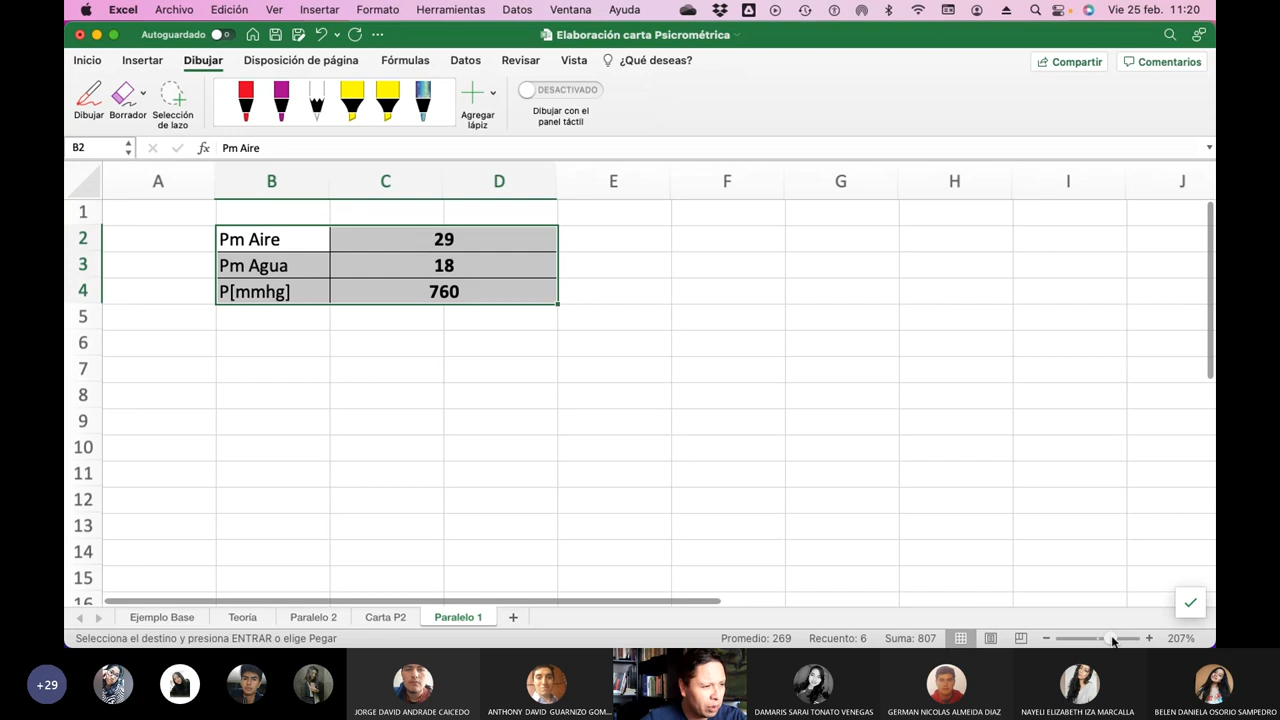 Excel Archivo Edición Ver Insertar Formato Herramientas Datos Ventana Ayuda Vie 25 feb. 11:20
Autoguardado Elaboración carta Psicrométrica
Inicio Insertar Dibujar Disposición de página Fórmulas Datos Revisar Vista ¿Qué deseas? Compartir Comentarios
Dibujar Borrador Selección de lazo Agregar lápiz DESACTIVADO Dibujar con el panel táctil
B2 fx Pm Aire
A B C D E F G H I J
1
2 Pm Aire 29
3 Pm Agua 18
4 P[mmhg] 760
5
6
7
8
9
10
11
12
13
14
15
16
Ejemplo Base Teoría Paralelo 2 Carta P2 Paralelo 1
Selecciona el destino y presiona ENTRAR o elige Pegar Promedio: 269 Recuento: 6 Suma: 807 207%
+29 JORGE DAVID ANDRADE CAICEDO ANTHONY DAVID GUARNIZO GOM... DAMARIS SARAI TONATO VENEGAS GERMAN NICOLAS ALMEIDA DIAZ NAYELI ELIZABETH IZA MARCALLA BELEN DANIELA OSORIO SAMPEDRO